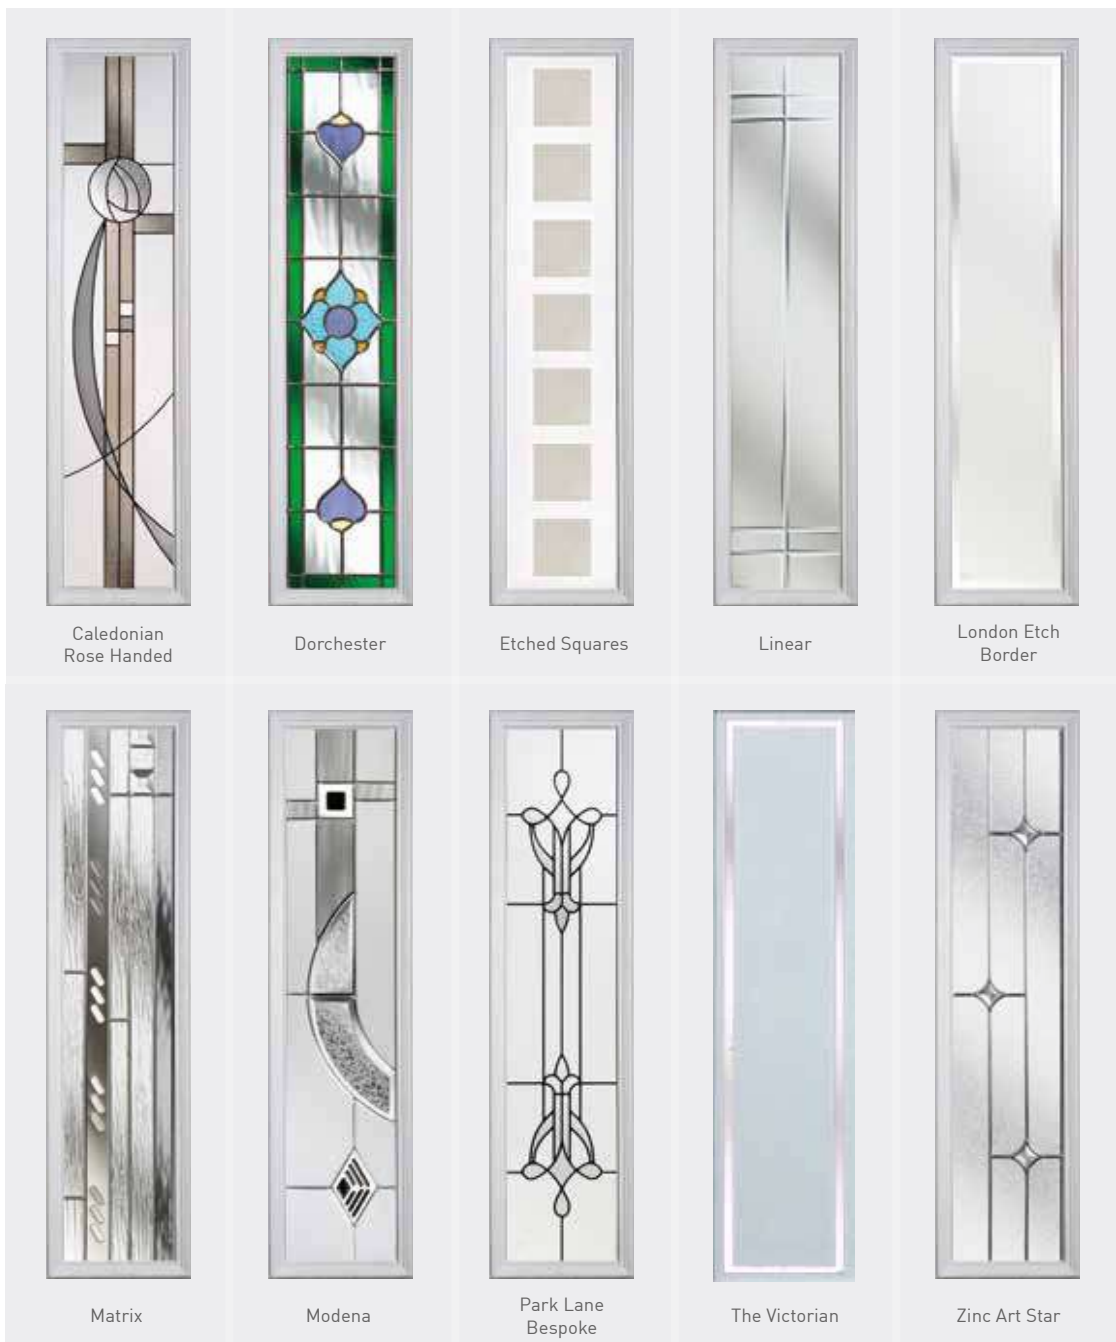 Caledonian
Rose Handed
Dorchester
Etched Squares
Linear
London Etch
Border
Matrix
Modena
Park Lane
Bespoke
The Victorian
Zinc Art Star